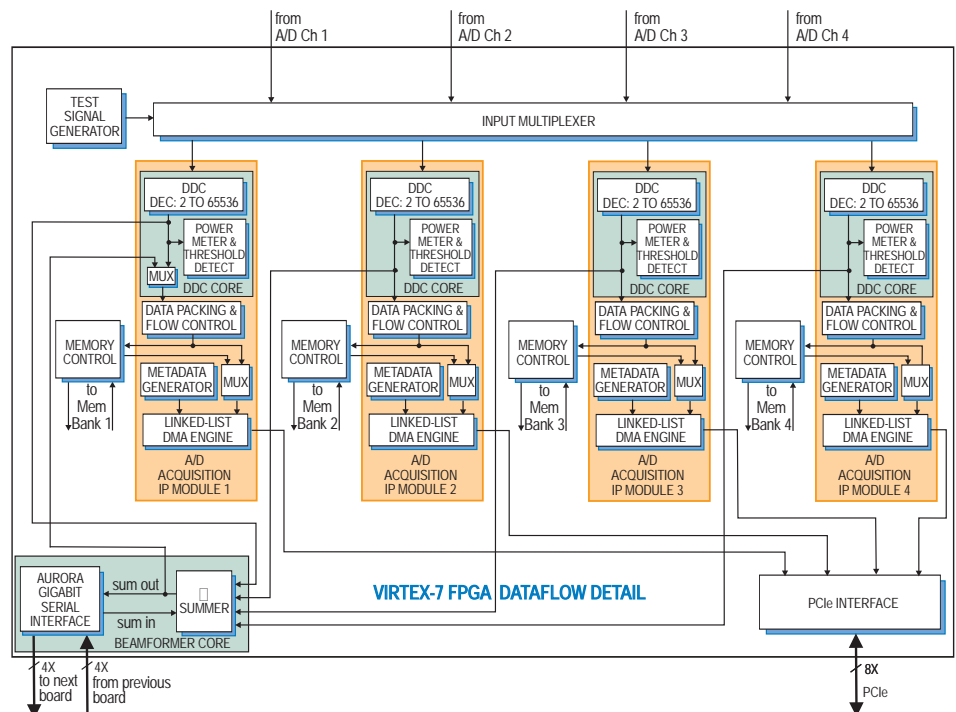 from
A/D Ch 1
from
A/D Ch 2
from
A/D Ch 3
from
A/D Ch 4
TEST
SIGNAL
GENERATOR
INPUT MULTIPLEXER
DDC
DEC: 2 TO 65536
POWER
METER &
THRESHOLD
DETECT
MUX
DDC CORE
DATA PACKING &
FLOW CONTROL
MEMORY
CONTROL
METADATA
GENERATOR
MUX
to
Mem
Bank 1
LINKED-LIST
DMA ENGINE
A/D
ACQUISITION
IP MODULE 1
DDC
DEC: 2 TO 65536
POWER
METER &
THRESHOLD
DETECT
DDC CORE
DATA PACKING &
FLOW CONTROL
MEMORY
CONTROL
METADATA
GENERATOR
MUX
to
Mem
Bank 2
LINKED-LIST
DMA ENGINE
A/D
ACQUISITION
IP MODULE 2
DDC
DEC: 2 TO 65536
POWER
METER &
THRESHOLD
DETECT
DDC CORE
DATA PACKING &
FLOW CONTROL
MEMORY
CONTROL
METADATA
GENERATOR
MUX
to
Mem
Bank 3
LINKED-LIST
DMA ENGINE
A/D
ACQUISITION
IP MODULE 3
DDC
DEC: 2 TO 65536
POWER
METER &
THRESHOLD
DETECT
DDC CORE
DATA PACKING &
FLOW CONTROL
MEMORY
CONTROL
METADATA
GENERATOR
MUX
to
Mem
Bank 4
LINKED-LIST
DMA ENGINE
A/D
ACQUISITION
IP MODULE 4
AURORA
GIGABIT
SERIAL
INTERFACE
sum out
sum in
SUMMER
BEAMFORMER CORE
VIRTEX-7 FPGA DATAFLOW DETAIL
PCIe INTERFACE
4X
to next
board
4X
from previous
board
8X
PCIe